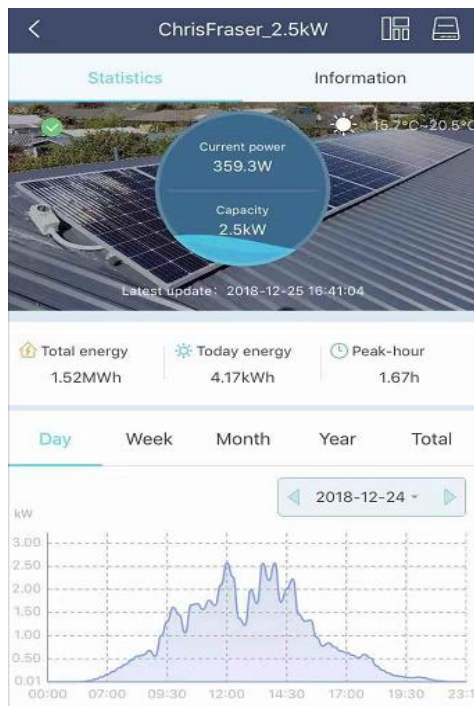 ChrisFraser_2.5kW
Statistics Information
15.7°C~20.5°C
Current power
359.3W
Capacity
2.5kW
Latest update: 2018-12-25 16:41:04
Total energy Today energy Peak-hour
1.52MWh 4.17kWh 1.67h
Day Week Month Year Total
2018-12-24
kW
3.00
2.50
2.00
1.50
1.00
0.50
0.01
00:00 07:00 09:30 12:00 14:30 17:00 19:30 23:1